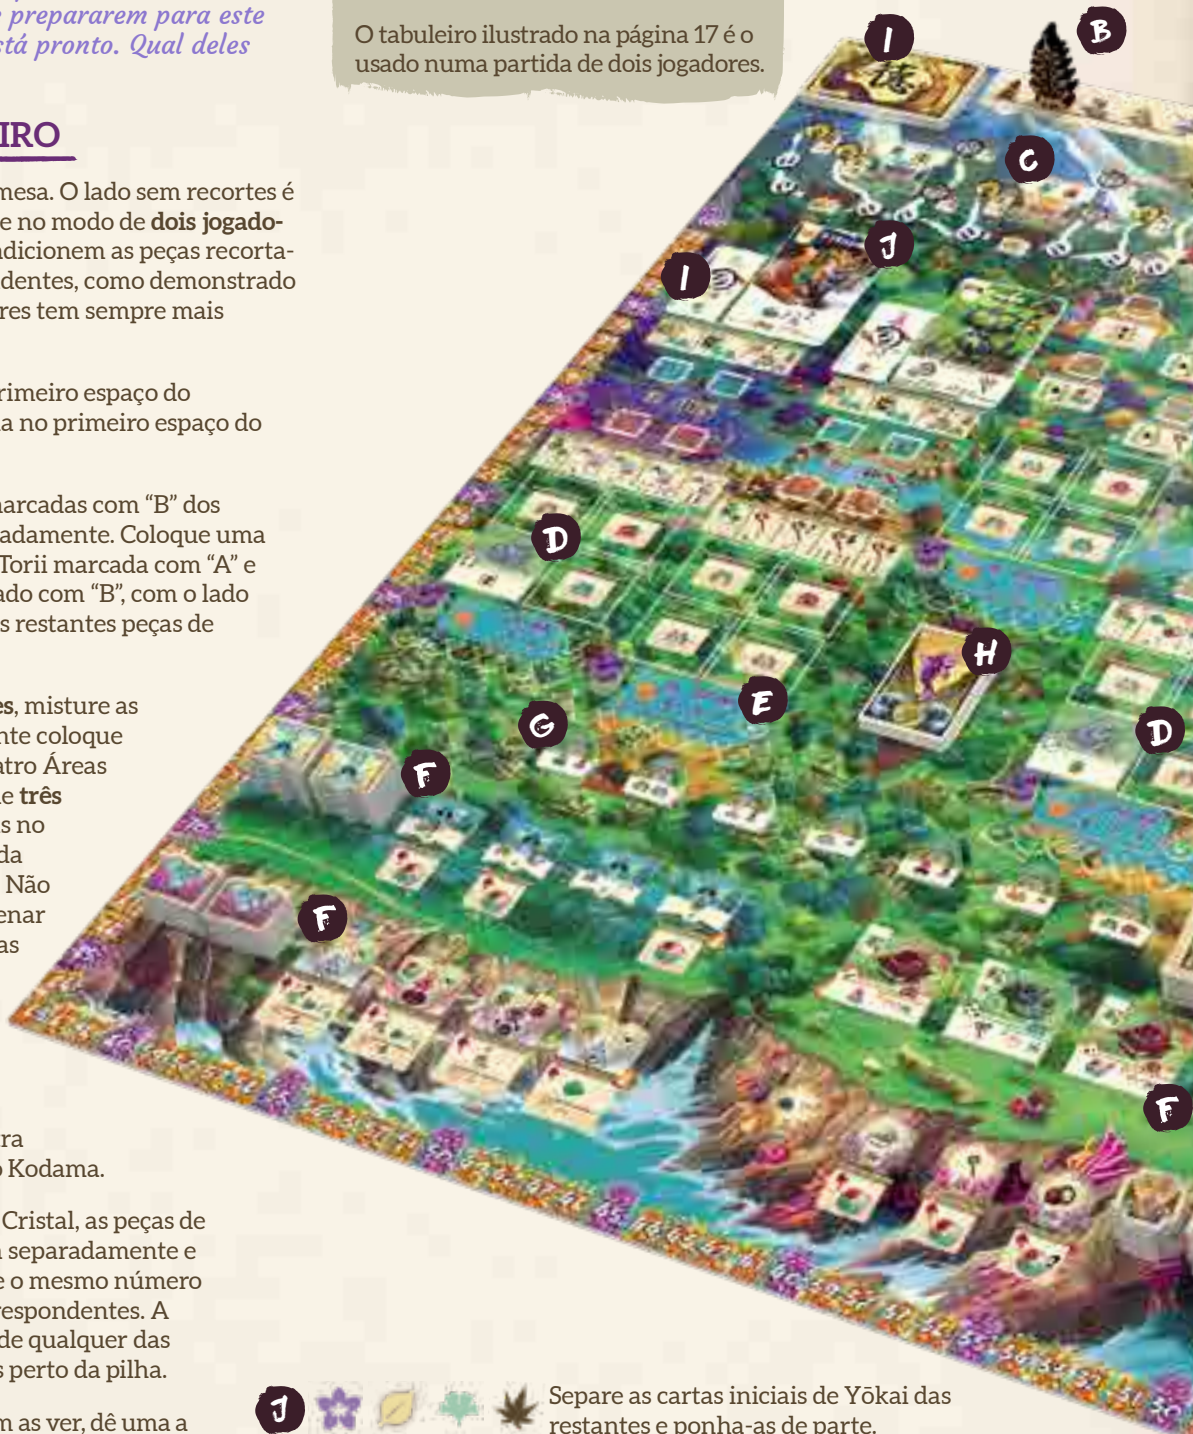 prepararem para este
stá pronto. Qual deles
O tabuleiro ilustrado na página 17 é o
usado numa partida de dois jogadores.
IRO
mesa. O lado sem recortes é
e no modo de dois jogado-
adicionem as peças recorta-
dentes, como demonstrado
res tem sempre mais
rimeiro espaço do
a no primeiro espaço do
marcadas com “B” dos
adamente. Coloque uma
Torii marcada com “A” e
ado com “B”, com o lado
s restantes peças de
es, misture as
nte coloque
atro Áreas
e três
s no
da
Não
enar
as
ra
o Kodama.
Cristal, as peças de
a separadamente e
e o mesmo número
respondentes. A
de qualquer das
s perto da pilha.
m as ver, dê uma a
I
B
C
J
I
D
H
E
G
D
F
F
F
J
Separe as cartas iniciais de Yōkai das
restantes e ponha-as de parte.